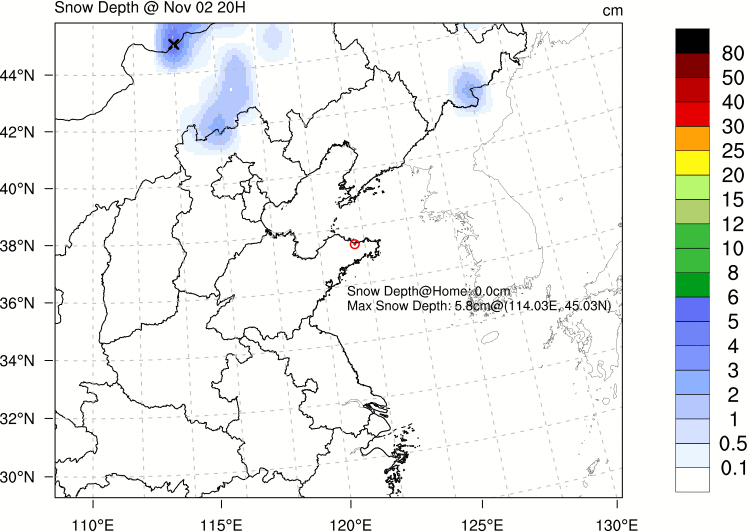 Snow Depth @ Nov 02 20H
cm
44°N
42°N
40°N
38°N
36°N
34°N
32°N
30°N
110°E
115°E
120°E
125°E
130°E
Snow Depth@Home: 0.0cm
Max Snow Depth: 5.8cm@(114.03E, 45.03N)
80
50
40
30
25
20
15
12
10
8
6
5
4
3
2
1
0.5
0.1